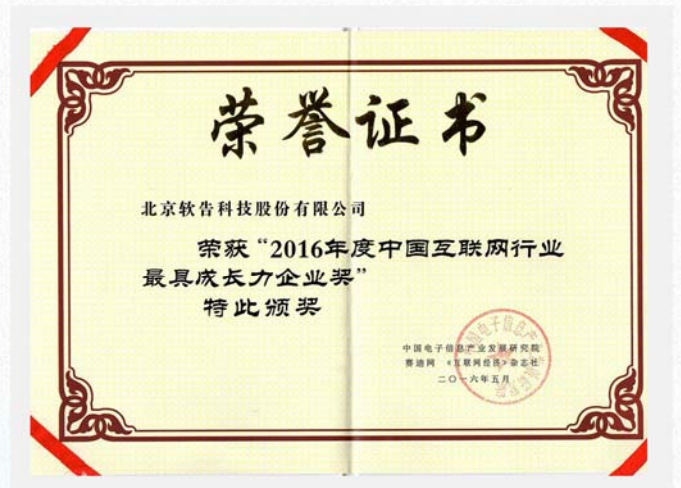 荣誉证书
北京软告科技股份有限公司
荣获“2016年度中国互联网行业
最具成长力企业奖”
特此颁奖
中国电子信息产业发展研究院
赛迪网 《互联网经济》杂志社
二〇一六年五月